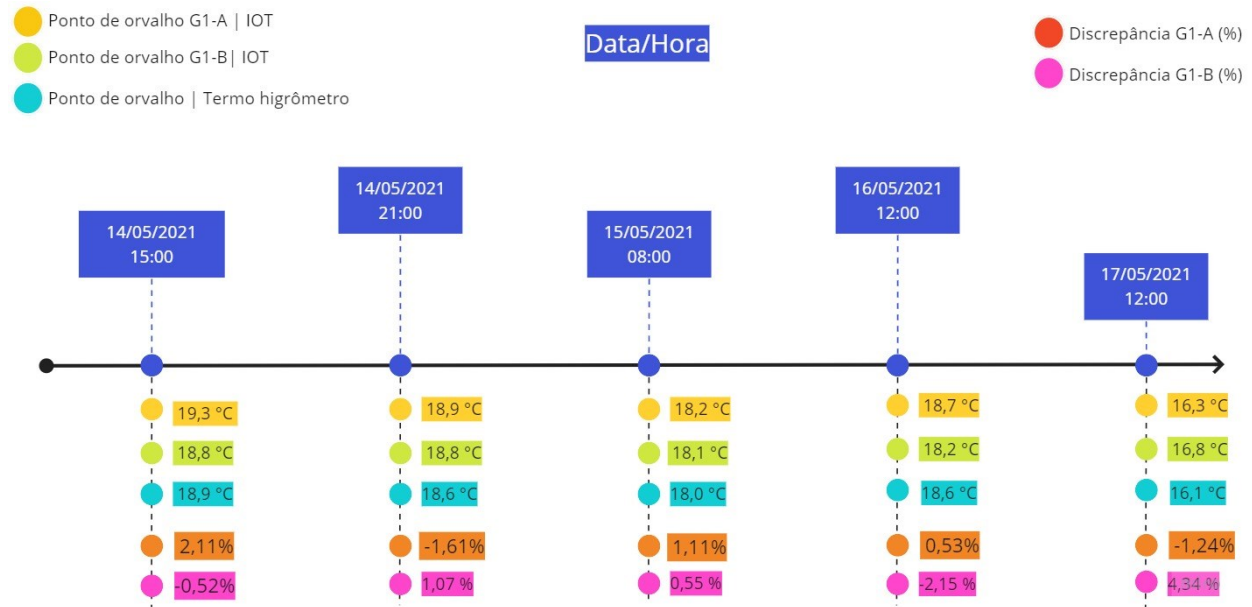 Ponto de orvalho G1-A | IOT
Ponto de orvalho G1-B| IOT
Ponto de orvalho | Termo higrômetro
Data/Hora
Discrepância G1-A (%)
Discrepância G1-B (%)
14/05/2021
15:00
14/05/2021
21:00
15/05/2021
08:00
16/05/2021
12:00
17/05/2021
12:00
19,3 °C
18,8 °C
18,9 °C
2,11%
-0,52%
18,9 °C
18,8 °C
18,6 °C
-1,61%
1,07 %
18,2 °C
18,1 °C
18,0 °C
1,11%
0,55 %
18,7 °C
18,2 °C
18,6 °C
0,53%
-2,15 %
16,3 °C
16,8 °C
16,1 °C
-1,24%
4,34 %